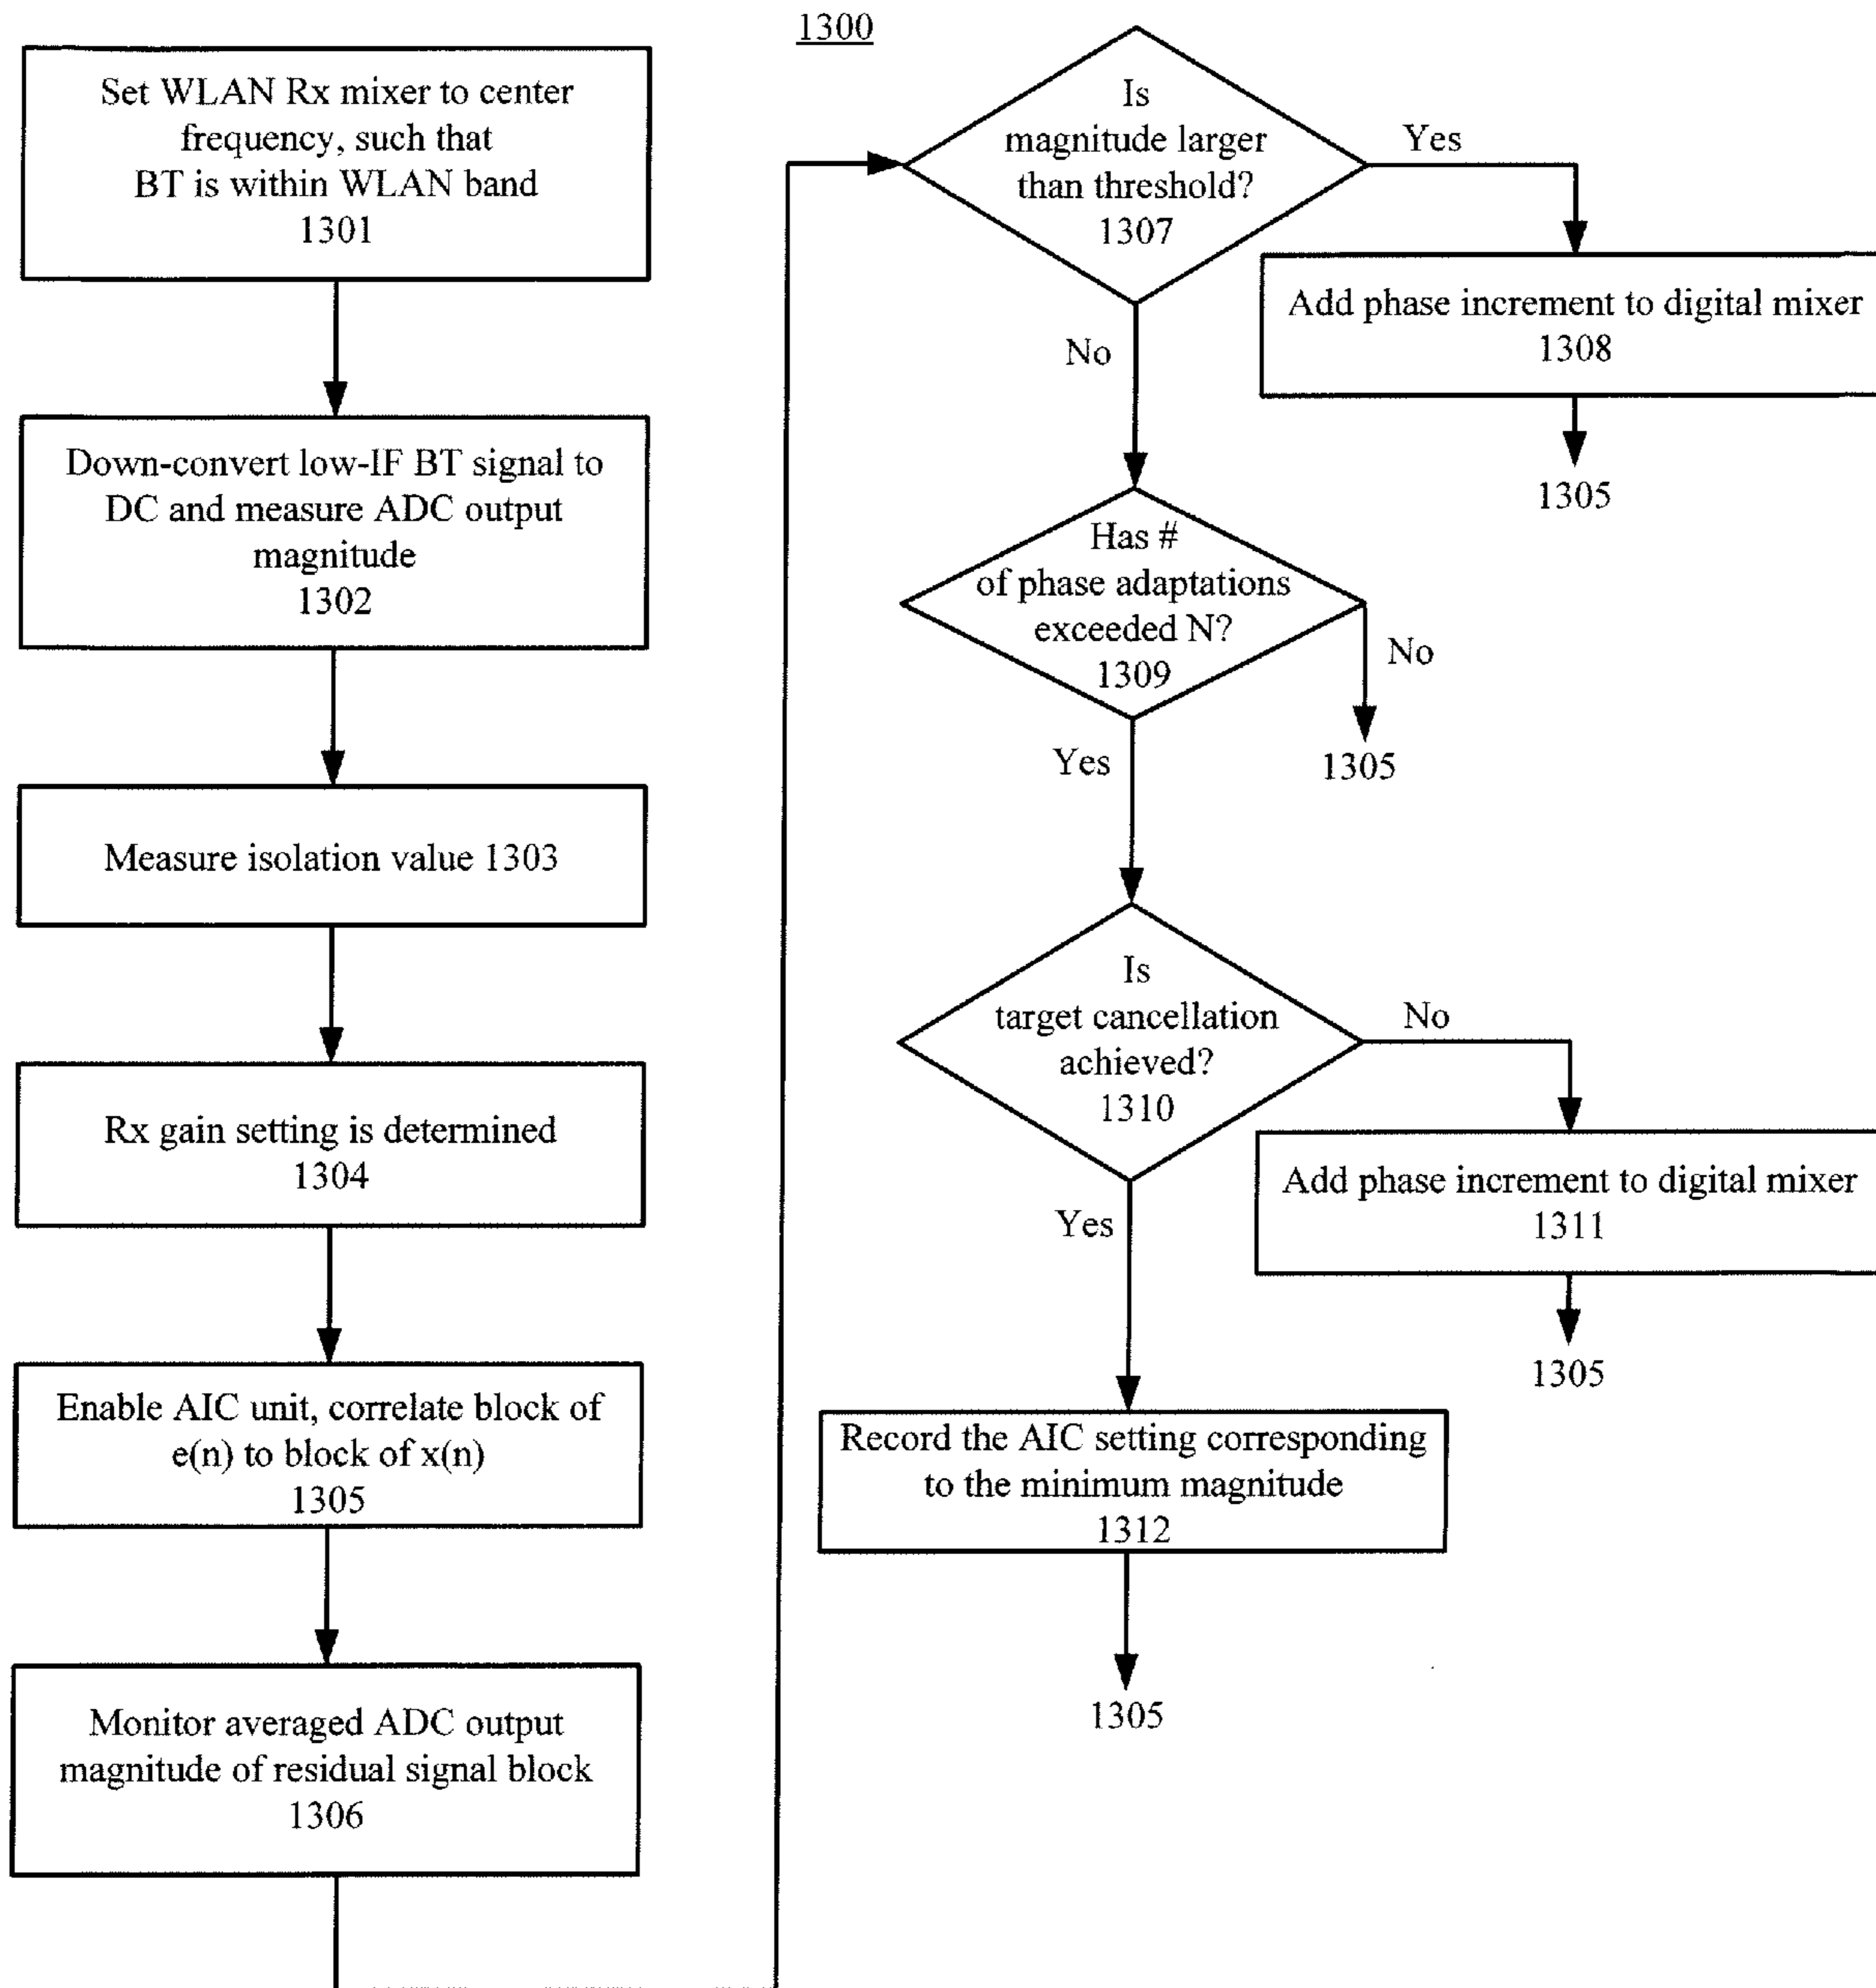 1300
Set WLAN Rx mixer to center
frequency, such that
BT is within WLAN band
1301
Down-convert low-IF BT signal to
DC and measure ADC output
magnitude
1302
Measure isolation value 1303
Rx gain setting is determined
1304
Enable AIC unit, correlate block of
e(n) to block of x(n)
1305
Monitor averaged ADC output
magnitude of residual signal block
1306
Is
magnitude larger
than threshold?
1307
Yes
Add phase increment to digital mixer
1308
1305
No
Has #
of phase adaptations
exceeded N?
1309
No
1305
Yes
Is
target cancellation
achieved?
1310
No
Add phase increment to digital mixer
1311
1305
Yes
Record the AIC setting corresponding
to the minimum magnitude
1312
1305